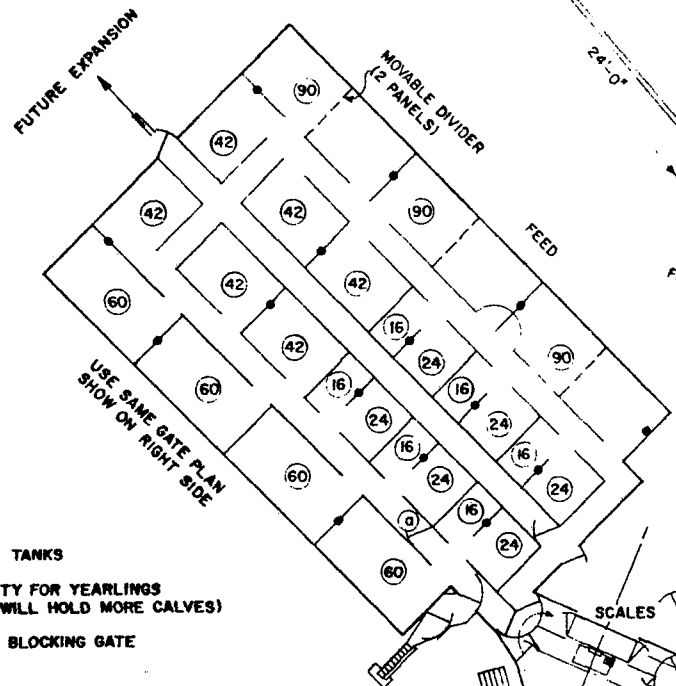 FUTURE EXPANSION
MOVABLE DIVIDER
(2 PANELS)
24'-0"
90
42
42
42
90
FEED
42
42
60
42
16
24
90
16
60
16
24
24
16
16
24
60
24
16
24
a
60
USE SAME GATE PLAN
SHOW ON RIGHT SIDE
TANKS
TY FOR YEARLINGS
WILL HOLD MORE CALVES)
BLOCKING GATE
SCALES
F